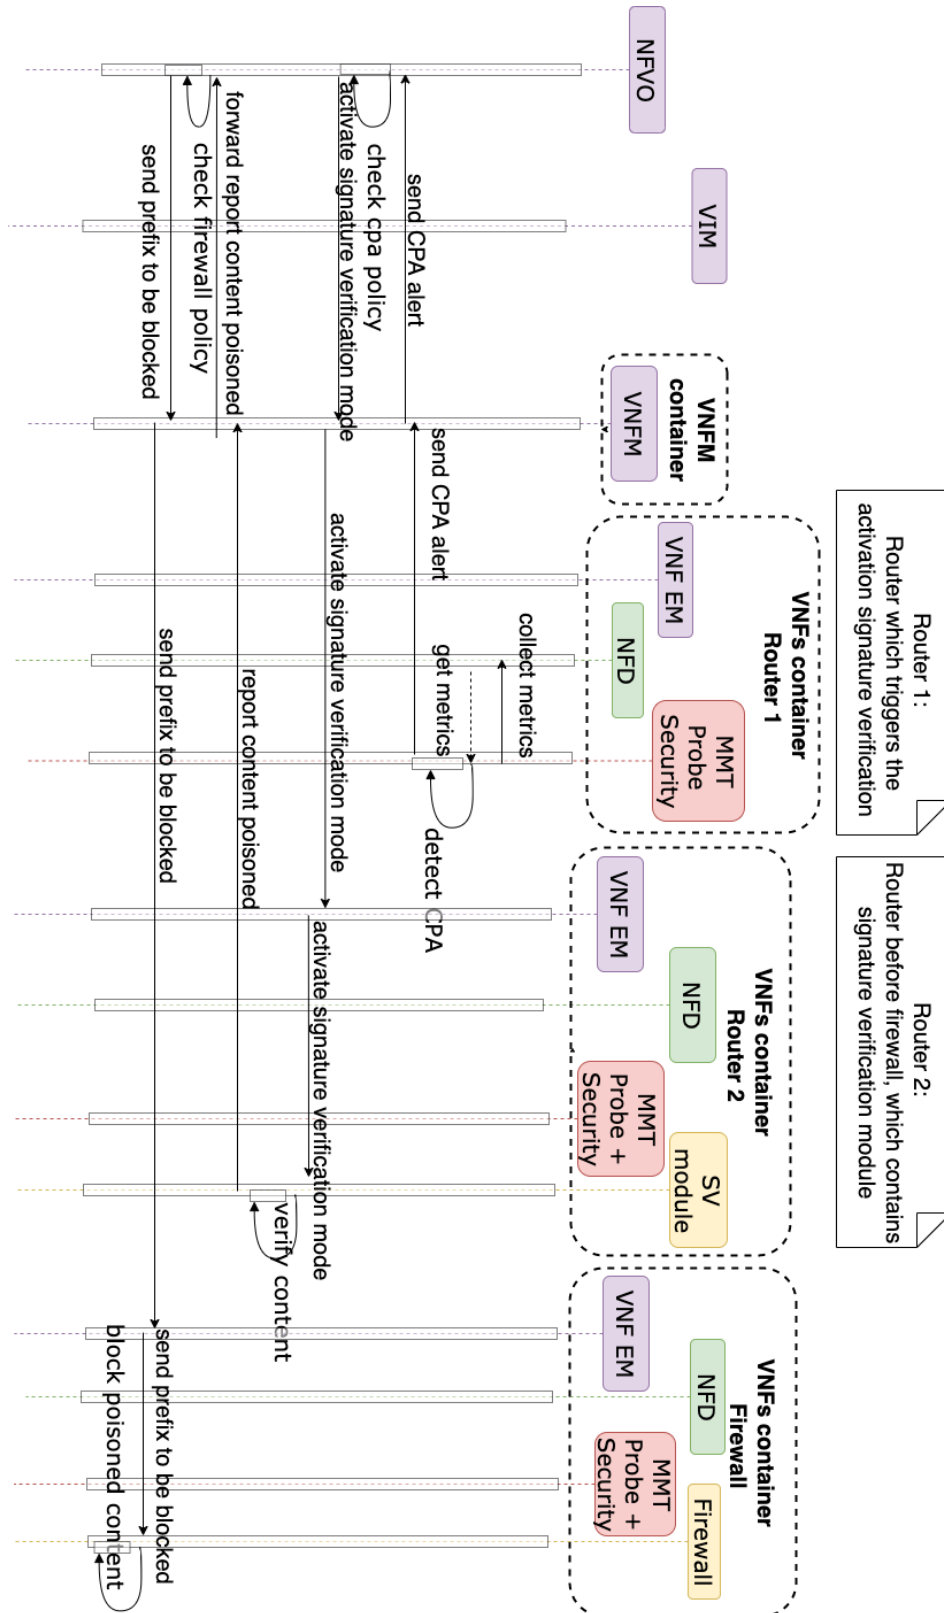 Router 1:
Router which triggers the
activation signature verification
Router 2:
Router before firewall, which contains
signature verification module
NFVO
VIM
VNFM
container
VNFM
VNFs container
Router 1
VNF EM
NFD
MMT
Probe
Security
VNFs container
Router 2
VNF EM
NFD
MMT
Probe +
Security
SV
module
VNFs container
Firewall
VNF EM
NFD
MMT
Probe +
Security
Firewall
collect metrics
get metrics
detect CPA
send CPA alert
send CPA alert
check cpa policy
activate signature verification mode
activate signature verification mode
activate signature verification mode
verify content
report content poisoned
forward report content poisoned
check firewall policy
send prefix to be blocked
send prefix to be blocked
send prefix to be blocked
block poisoned content